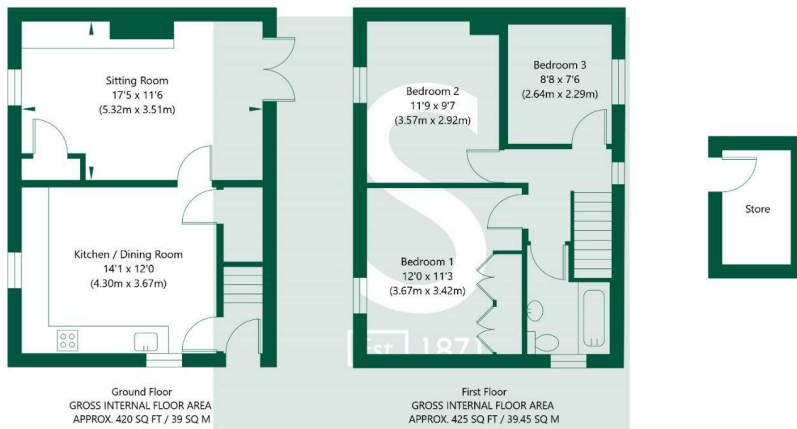 Sitting Room
17'5 x 11'6
(5.32m x 3.51m)
Kitchen / Dining Room
14'1 x 12'0
(4.30m x 3.67m)
Ground Floor
GROSS INTERNAL FLOOR AREA
APPROX. 420 SQ FT / 39 SQ M
Bedroom 2
11'9 x 9'7
(3.57m x 2.92m)
Bedroom 3
8'8 x 7'6
(2.64m x 2.29m)
Bedroom 1
12'0 x 11'3
(3.67m x 3.42m)
S
Est. 1871
First Floor
GROSS INTERNAL FLOOR AREA
APPROX. 425 SQ FT / 39.45 SQ M
Store